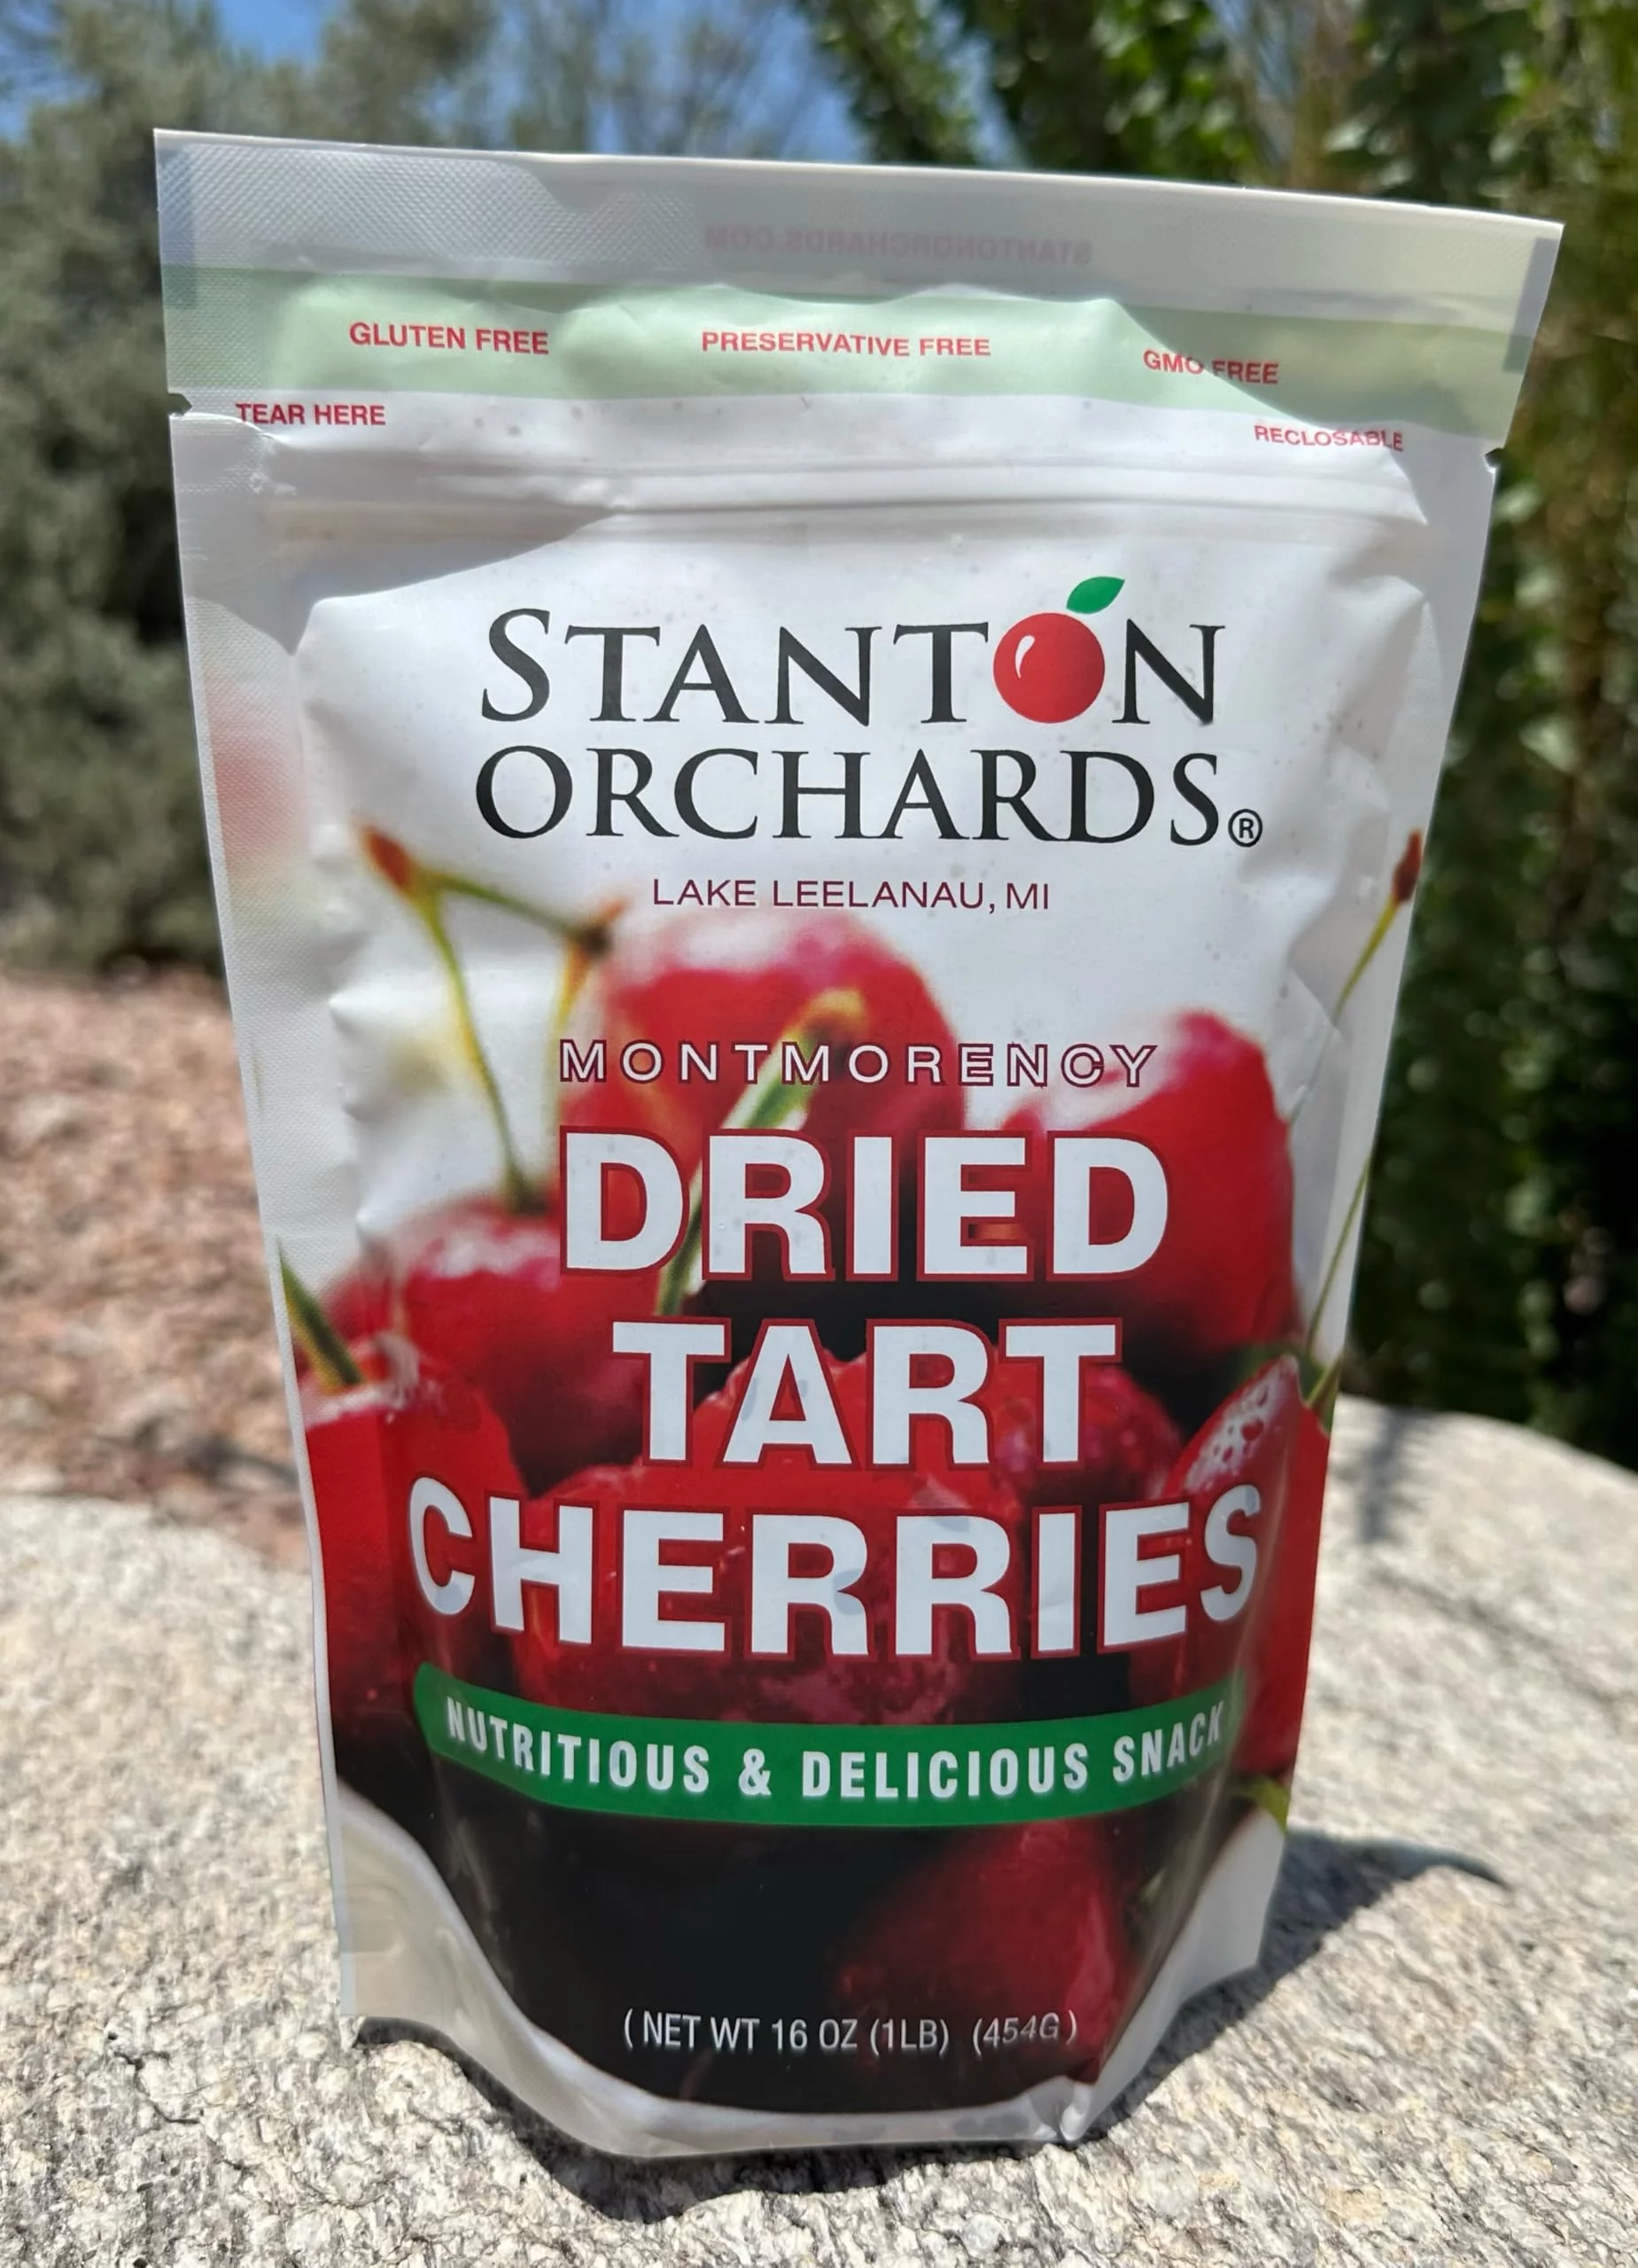 STANTONORCHARDS.COM
GLUTEN FREE PRESERVATIVE FREE GMO FREE
TEAR HERE RECLOSABLE
STANTON
ORCHARDS®
LAKE LEELANAU, MI
MONTMORENCY
DRIED
TART
CHERRIES
NUTRITIOUS & DELICIOUS SNACK
(NET WT 16 OZ (1LB) (454G)